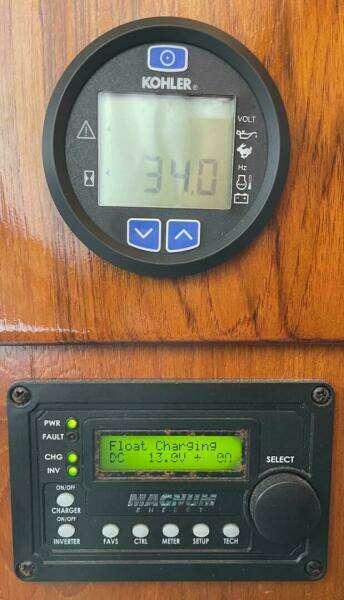 KOHLER®
VOLT
34.0
Hz
PWR
FAULT
CHG
INV
Float Charging
DC 13.0V + 0A
SELECT
ON/OFF
CHARGER
ON/OFF
INVERTER
MAGNUM
ENERGY
FAVS
CTRL
METER
SETUP
TECH